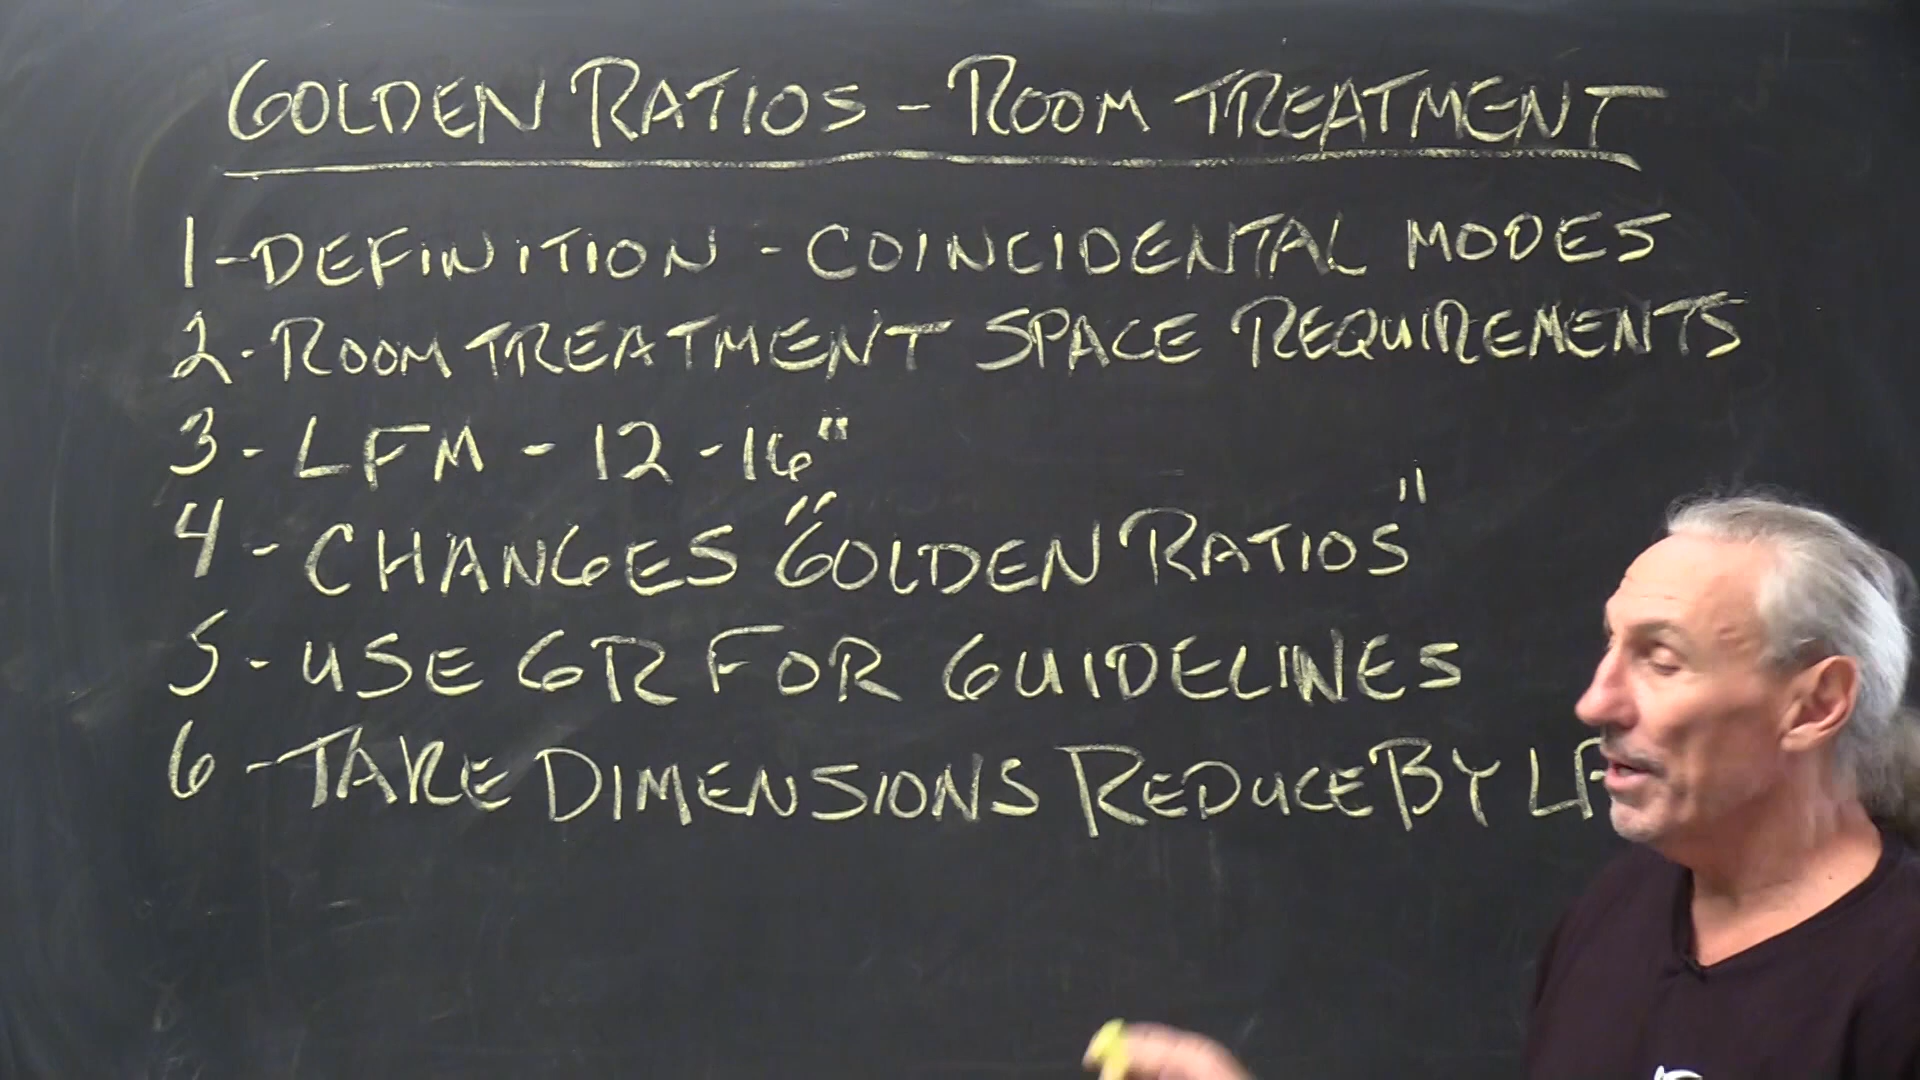 GOLDEN RATIOS - ROOM TREATMENT
1 - DEFINITION - COINCIDENTAL MODES
2 - ROOM TREATMENT SPACE REQUIREMENTS
3 - LFM - 12 - 16"
4 - CHANGES "GOLDEN RATIOS"
5 - USE GR FOR GUIDELINES
6 - TAKE DIMENSIONS REDUCE BY